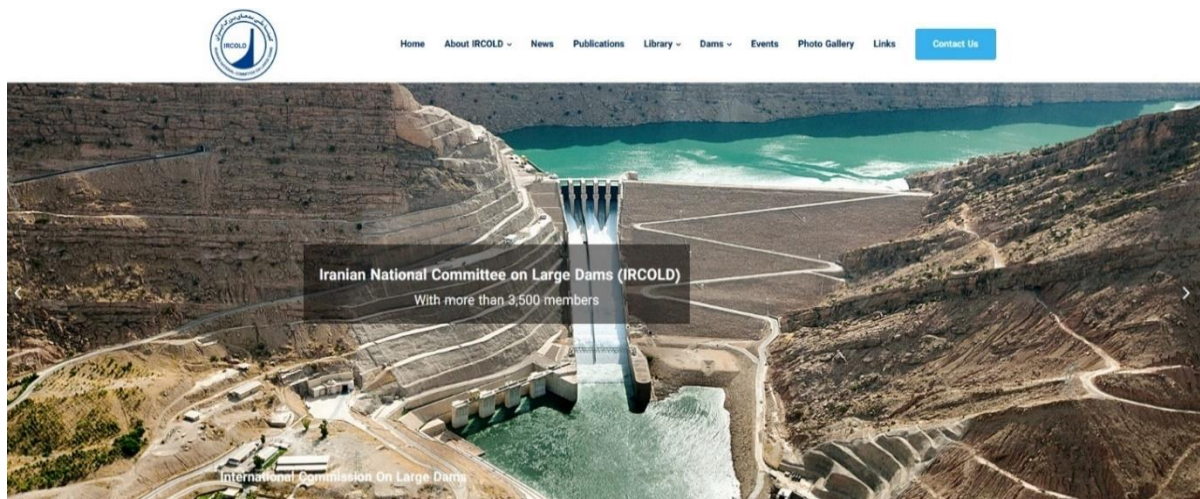 IRCOLD
Home About IRCOLD News Publications Library Dams Events Photo Gallery Links Contact Us
Iranian National Committee on Large Dams (IRCOLD)
With more than 3,500 members
International Commission On Large Dams